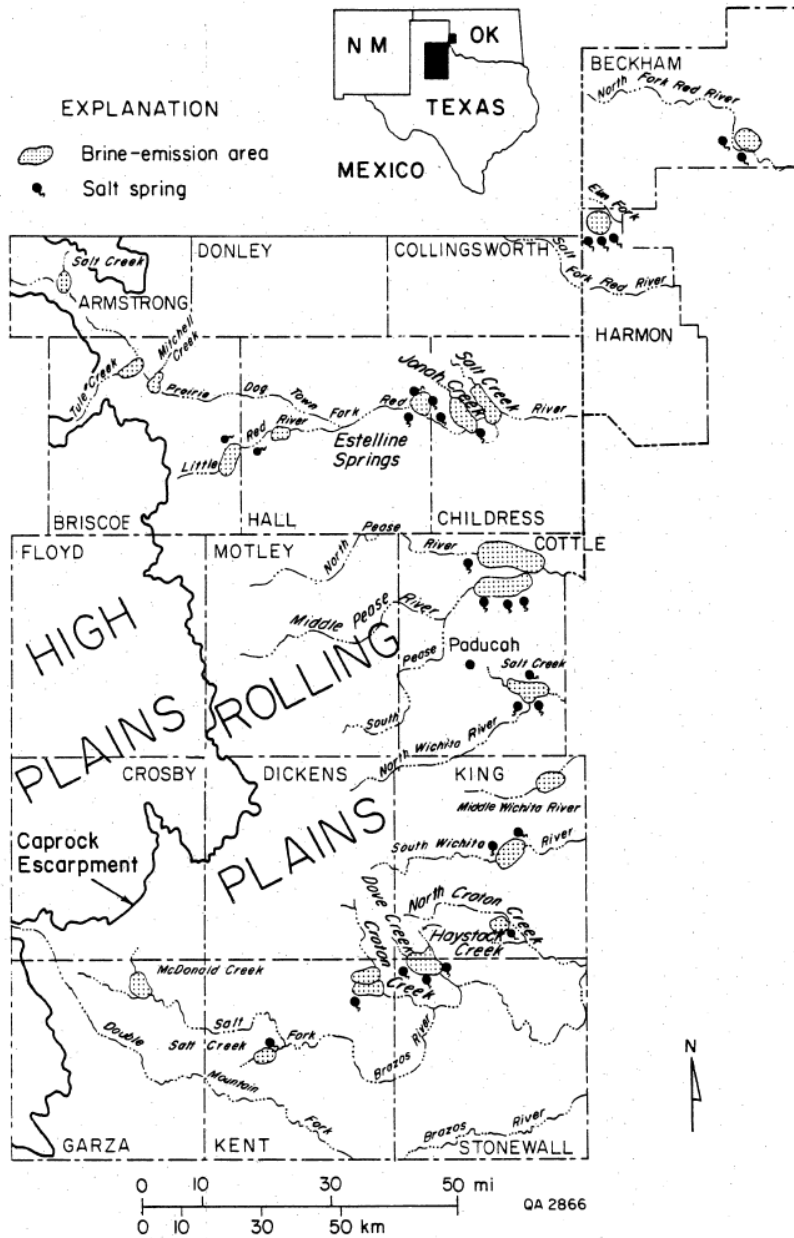 NM
OK
TEXAS
MEXICO
EXPLANATION
Brine-emission area
Salt spring
BECKHAM
North Fork Red River
Elm Fork
DONLEY
COLLINGSWORTH
Salt Creek
ARMSTRONG
Salt Fork Red River
HARMON
Mitchell Creek
Tule Creek
Prairie Dog Town Fork Red River
Jonah Creek
Salt Creek
Little Red River
Estelline Springs
BRISCOE
HALL
CHILDRESS
FLOYD
MOTLEY
COTTLE
North Pease River
Middle Pease River
HIGH PLAINS
ROLLING PLAINS
Paducah
Salt Creek
South Pease
North Wichita River
CROSBY
DICKENS
KING
Middle Wichita River
Caprock Escarpment
South Wichita River
North Croton Creek
Dove Creek
Haystack Creek
Croton Creek
McDonald Creek
Salt Fork Brazos River
Salt Creek
Double Mountain Fork
Brazos River
GARZA
KENT
STONEWALL
N
0 10 30 50 mi
0 10 30 50 km
QA 2866